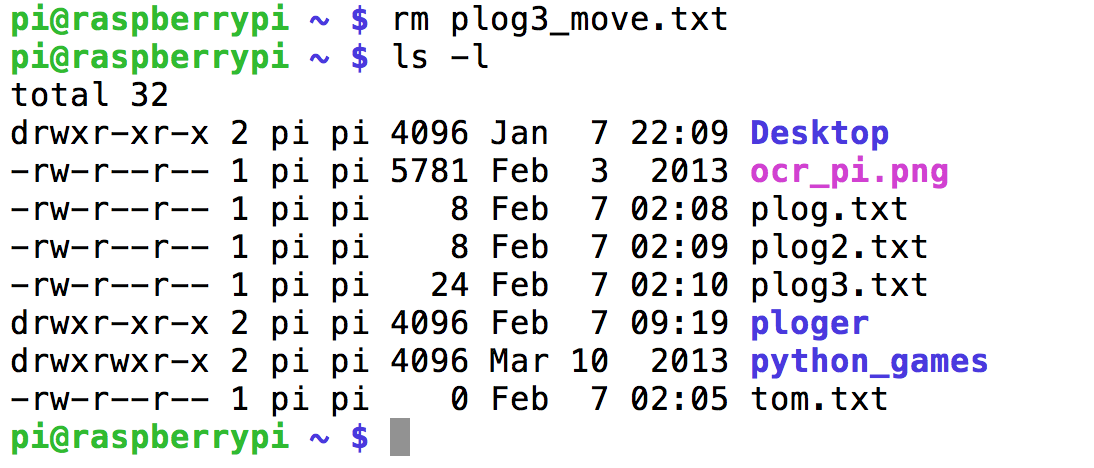 pi@raspberrypi ~ $ rm plog3_move.txt
pi@raspberrypi ~ $ ls -l
total 32
drwxr-xr-x 2 pi pi 4096 Jan  7 22:09 Desktop
-rw-r--r-- 1 pi pi 5781 Feb  3  2013 ocr_pi.png
-rw-r--r-- 1 pi pi    8 Feb  7 02:08 plog.txt
-rw-r--r-- 1 pi pi    8 Feb  7 02:09 plog2.txt
-rw-r--r-- 1 pi pi   24 Feb  7 02:10 plog3.txt
drwxr-xr-x 2 pi pi 4096 Feb  7 09:19 ploger
drwxrwxr-x 2 pi pi 4096 Mar 10  2013 python_games
-rw-r--r-- 1 pi pi    0 Feb  7 02:05 tom.txt
pi@raspberrypi ~ $